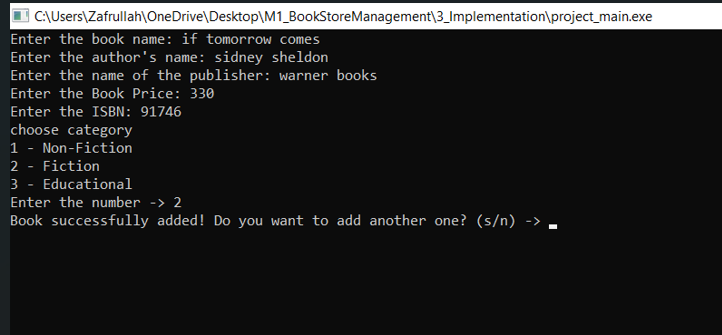 C:\Users\Zafrullah\OneDrive\Desktop\M1_BookStoreManagement\3_Implementation\project_main.exe
Enter the book name: if tomorrow comes
Enter the author's name: sidney sheldon
Enter the name of the publisher: warner books
Enter the Book Price: 330
Enter the ISBN: 91746
choose category
1 - Non-Fiction
2 - Fiction
3 - Educational
Enter the number -> 2
Book successfully added! Do you want to add another one? (s/n) ->